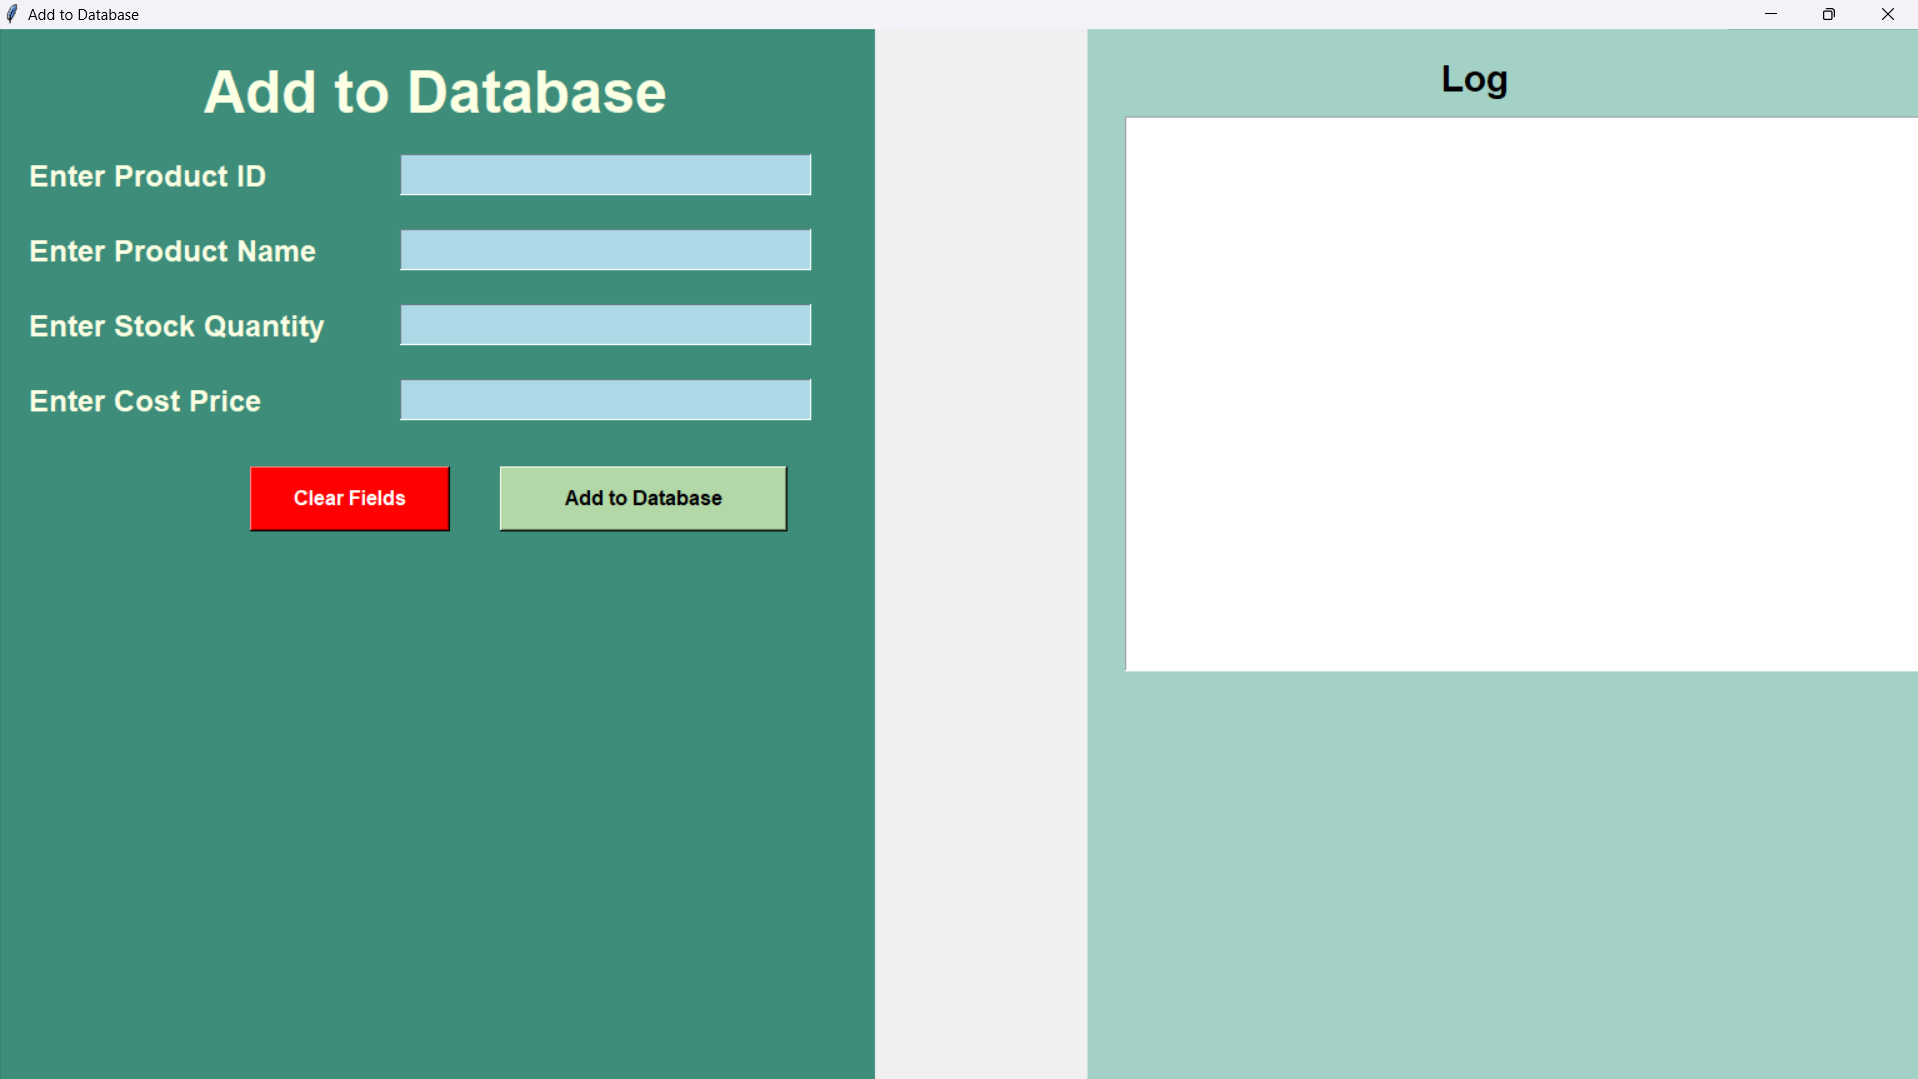 Add to Database
Add to Database
Enter Product ID
Enter Product Name
Enter Stock Quantity
Enter Cost Price
Clear Fields
Add to Database
Log